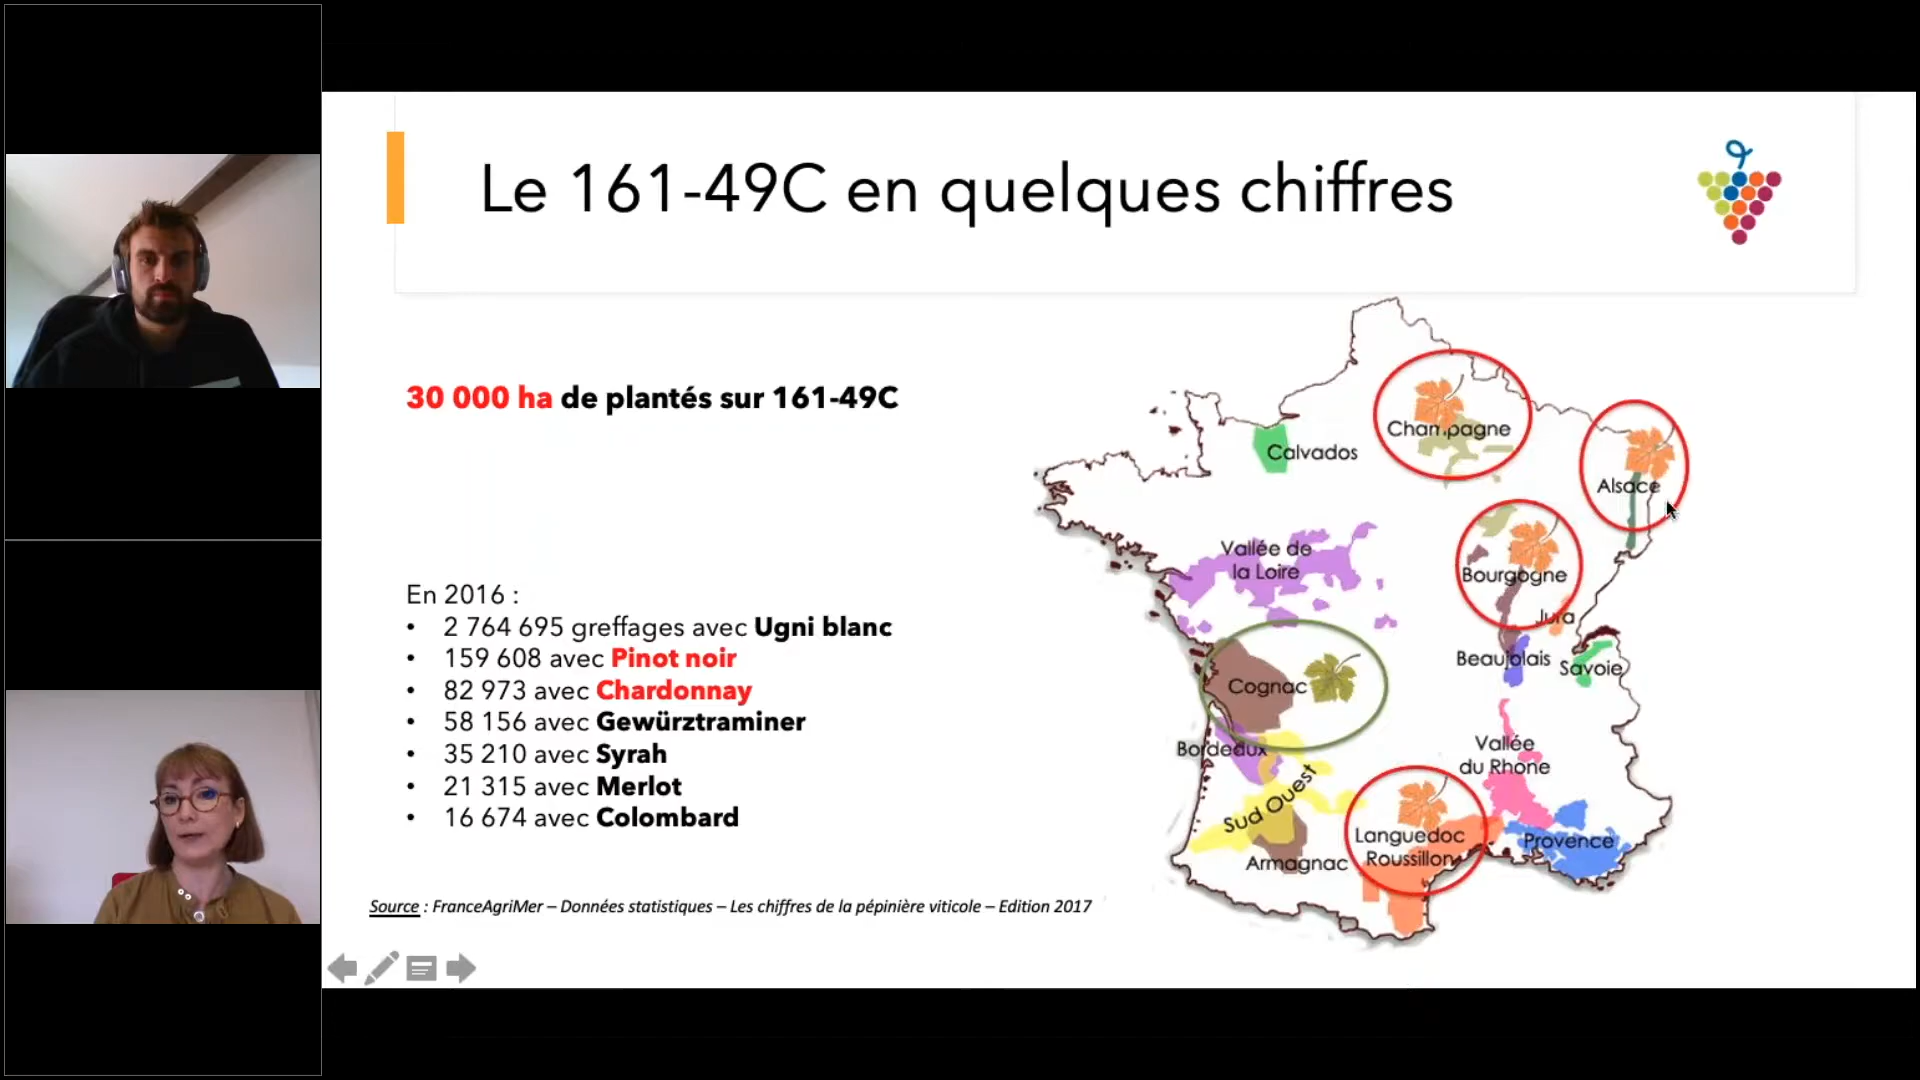 Le 161-49C en quelques chiffres
30 000 ha de plantés sur 161-49C
En 2016 :
• 2 764 695 greffages avec Ugni blanc
• 159 608 avec Pinot noir
• 82 973 avec Chardonnay
• 58 156 avec Gewürztraminer
• 35 210 avec Syrah
• 21 315 avec Merlot
• 16 674 avec Colombard
Source : FranceAgriMer – Données statistiques – Les chiffres de la pépinière viticole – Edition 2017
Champagne
Calvados
Alsace
Vallée de
la Loire
Bourgogne
Jura
Beaujolais
Savoie
Cognac
Bordeaux
Vallée
du Rhone
Sud Ouest
Languedoc
Roussillon
Provence
Armagnac